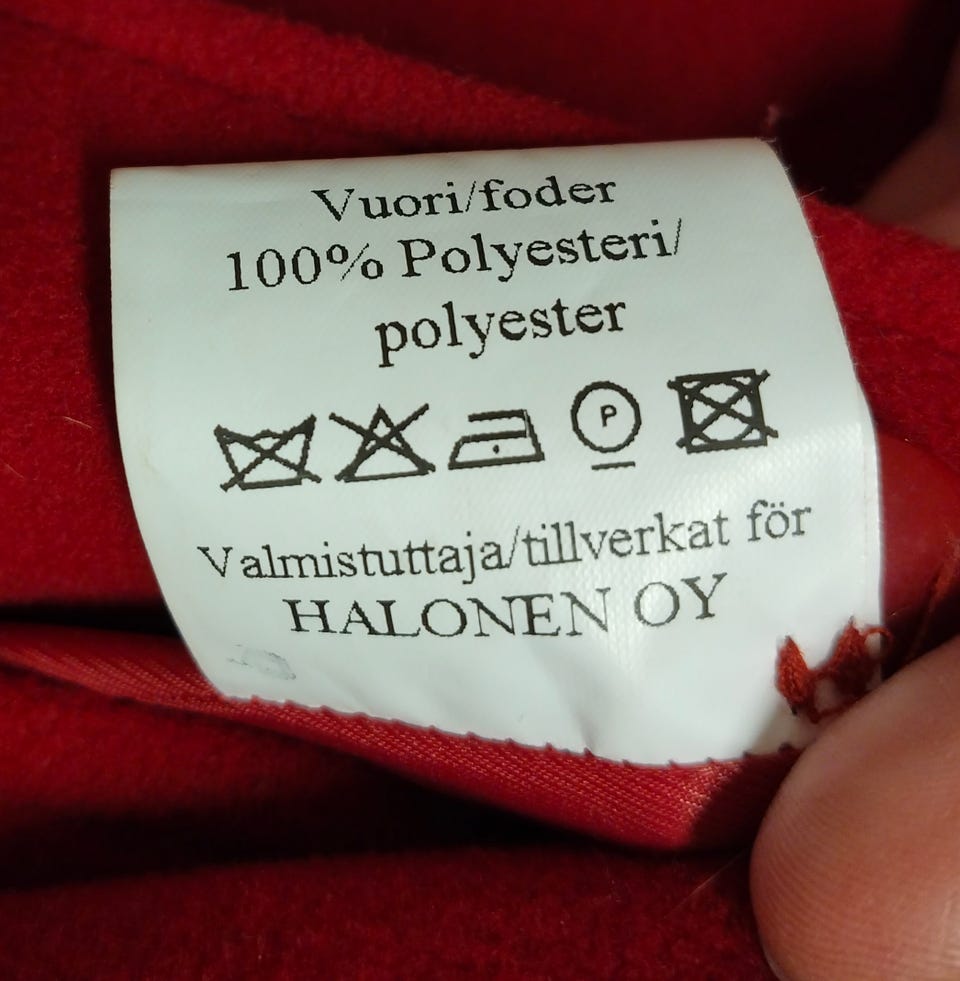 Vuori/foder
100% Polyesteri/
polyester
P
Valmistuttaja/tillverkat för
HALONEN OY